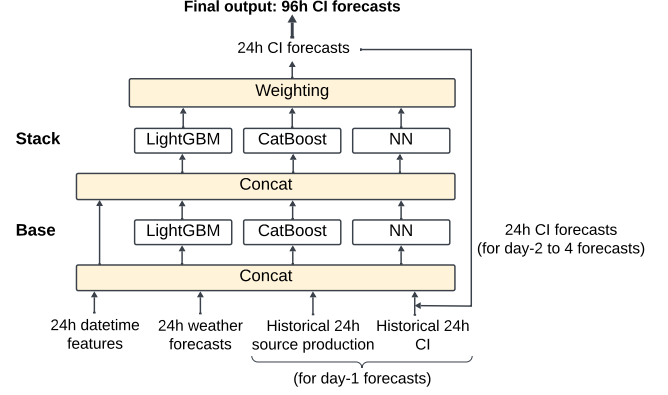 Final output: 96h CI forecasts
24h CI forecasts
Weighting
Stack
LightGBM
CatBoost
NN
Concat
Base
LightGBM
CatBoost
NN
24h CI forecasts
(for day-2 to 4 forecasts)
Concat
24h datetime
features
24h weather
forecasts
Historical 24h
source production
Historical 24h
CI
(for day-1 forecasts)